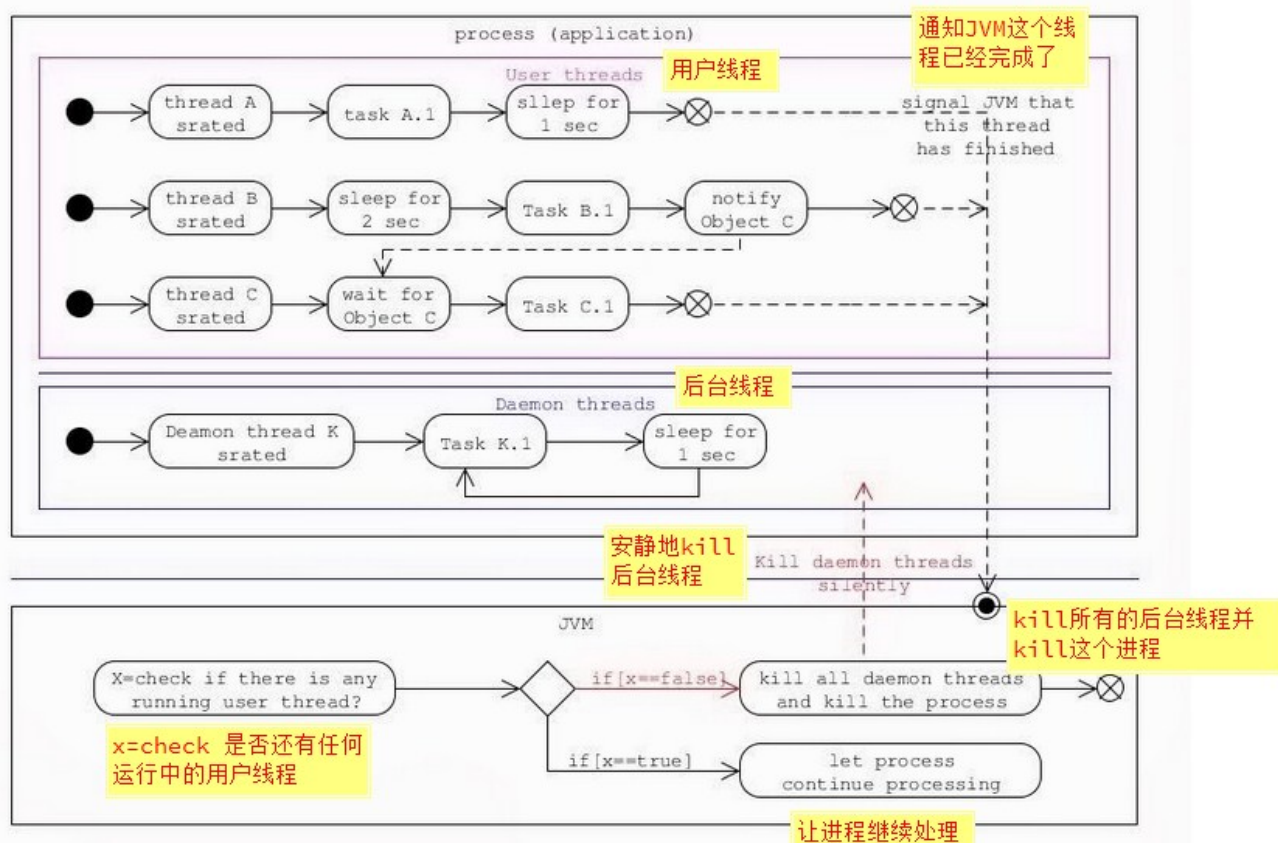 process (application)
通知JVM这个线
程已经完成了
User threads
用户线程
thread A
srated
task A.1
sllep for
1 sec
signal JVM that
this thread
has finished
thread B
srated
sleep for
2 sec
Task B.1
notify
Object C
thread C
srated
wait for
Object C
Task C.1
Daemon threads
后台线程
Deamon thread K
srated
Task K.1
sleep for
1 sec
安静地kill
后台线程
Kill daemon threads
silently
JVM
kill所有的后台线程并
kill这个进程
X=check if there is any
running user thread?
if[x==false]
kill all daemon threads
and kill the process
x=check 是否还有任何
运行中的用户线程
if[x==true]
let process
continue processing
让进程继续处理